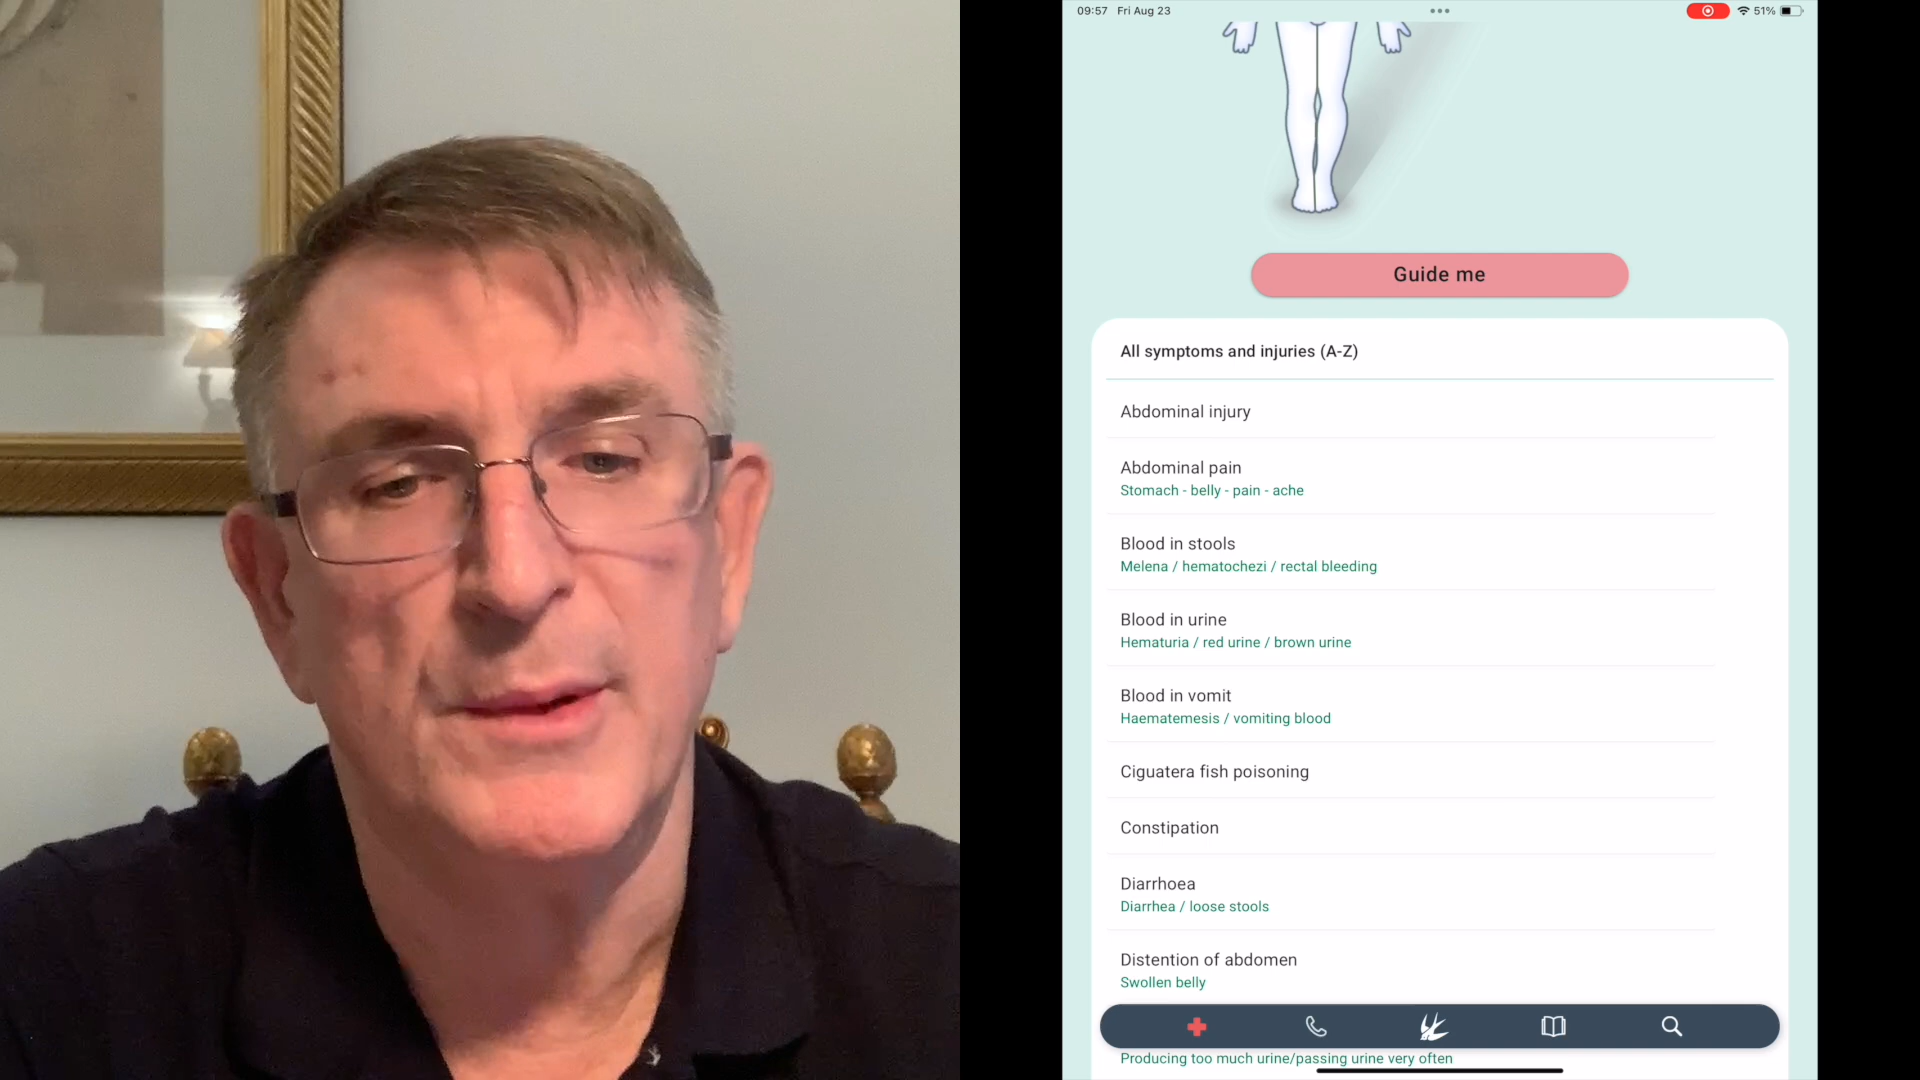 09:57 Fri Aug 23
51%
Guide me
All symptoms and injuries (A-Z)
Abdominal injury
Abdominal pain
Stomach - belly - pain - ache
Blood in stools
Melena / hematochezi / rectal bleeding
Blood in urine
Hematuria / red urine / brown urine
Blood in vomit
Haematemesis / vomiting blood
Ciguatera fish poisoning
Constipation
Diarrhoea
Diarrhea / loose stools
Distention of abdomen
Swollen belly
Producing too much urine/passing urine very often